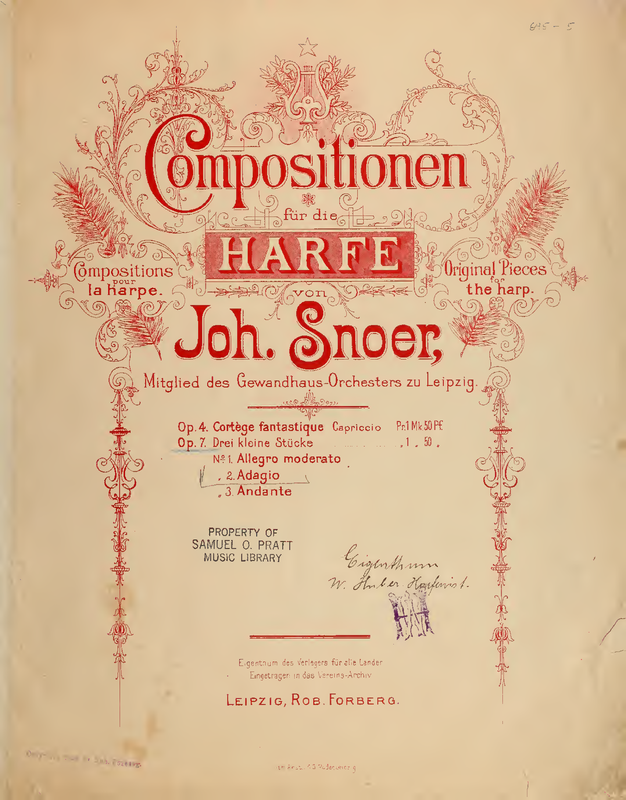 Compositionen
für die
HARFE
Compositions
pour
la harpe.
Original Pieces
for
the harp.
von
Joh. Snoer,
Mitglied des Gewandhaus-Orchesters zu Leipzig.
Op. 4. Cortège fantastique Capriccio Pr. 1 Mk 50 Pf.
Op. 7. Drei kleine Stücke „ 1 „ 50 „
No. 1. Allegro moderato
„ 2. Adagio
„ 3. Andante
PROPERTY OF
SAMUEL O. PRATT
MUSIC LIBRARY
Eigenthum
W. Huber
Eigentum des Verlegers für alle Länder
Eingetragen in das Vereins-Archiv.
LEIPZIG, ROB. FORBERG.